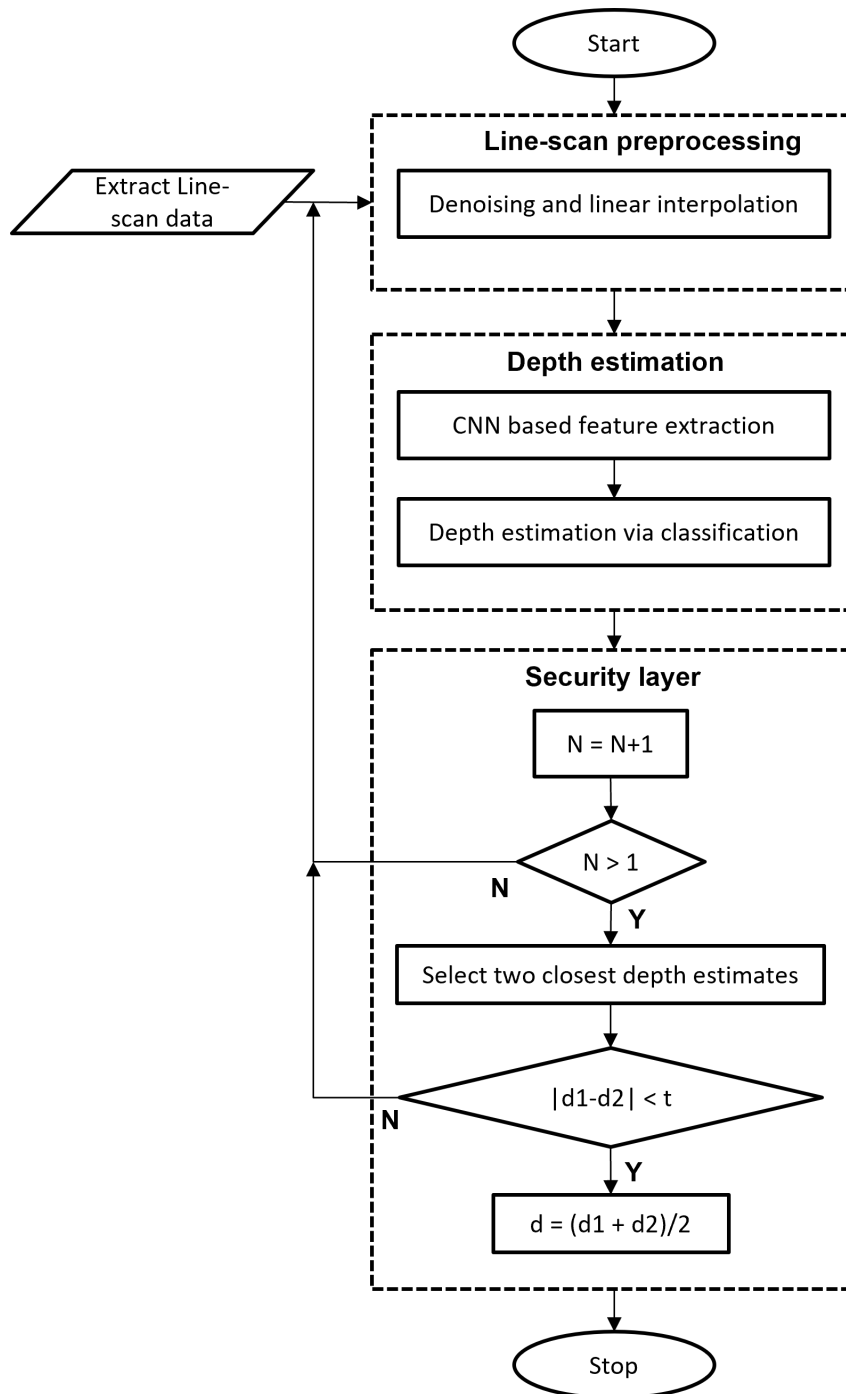 Start
Line-scan preprocessing
Extract Line-
scan data
Denoising and linear interpolation
Depth estimation
CNN based feature extraction
Depth estimation via classification
Security layer
N = N+1
N > 1
N
Y
Select two closest depth estimates
|d1-d2| < t
N
Y
d = (d1 + d2)/2
Stop